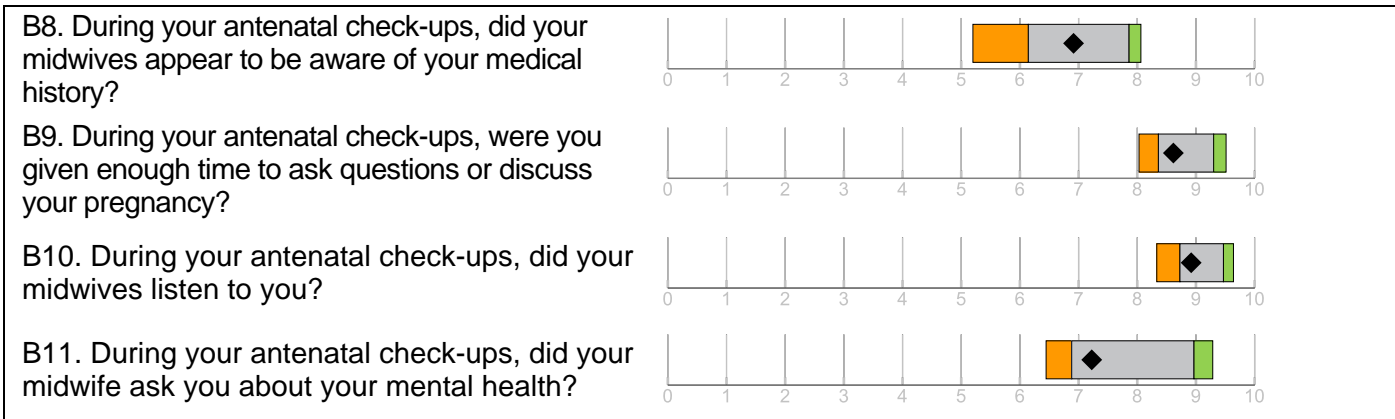 B8. During your antenatal check-ups, did your
midwives appear to be aware of your medical
history?
0 1 2 3 4 5 6 7 8 9 10
B9. During your antenatal check-ups, were you
given enough time to ask questions or discuss
your pregnancy?
0 1 2 3 4 5 6 7 8 9 10
B10. During your antenatal check-ups, did your
midwives listen to you?
0 1 2 3 4 5 6 7 8 9 10
B11. During your antenatal check-ups, did your
midwife ask you about your mental health?
0 1 2 3 4 5 6 7 8 9 10